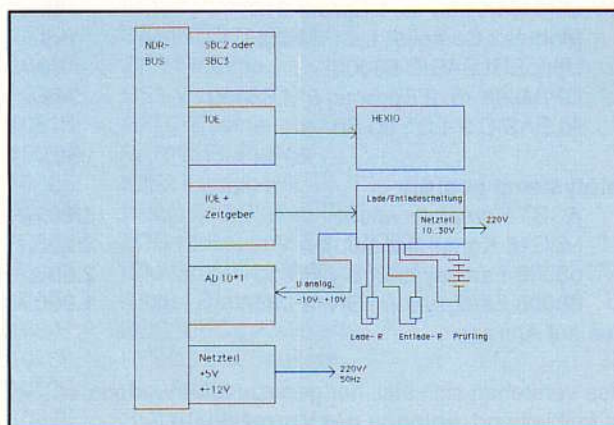 NDR-
BUS
SBC2 oder
SBC3
IOE
HEXIO
IOE +
Zeitgeber
Lade/Entladeschaltung
Netzteil
10..30V
220V
AD 10*1
U analog,
-10V, +10V
Lade-R
Entlade-R
Prüfling
Netzteil
+5V
+-12V
220V/
50Hz